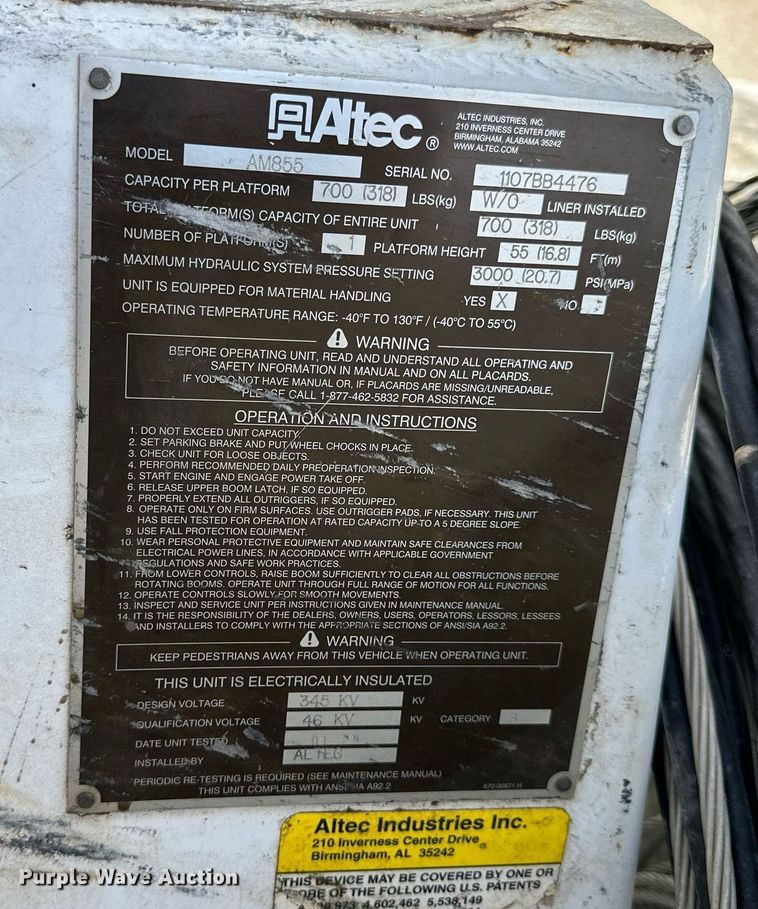 Altec ®
ALTEC INDUSTRIES, INC.
210 INVERNESS CENTER DRIVE
BIRMINGHAM, ALABAMA 35242
WWW.ALTEC.COM
MODEL AM855 SERIAL NO. 1107BB4476
CAPACITY PER PLATFORM 700 (318) LBS(kg) W/O LINER INSTALLED
TOTAL PLATFORM(S) CAPACITY OF ENTIRE UNIT 700 (318) LBS(kg)
NUMBER OF PLATFORM(S) 1 PLATFORM HEIGHT 55 (16.8) FT(m)
MAXIMUM HYDRAULIC SYSTEM PRESSURE SETTING 3000 (20.7) PSI(MPa)
UNIT IS EQUIPPED FOR MATERIAL HANDLING YES X NO
OPERATING TEMPERATURE RANGE: -40°F TO 130°F / (-40°C TO 55°C)
WARNING
BEFORE OPERATING UNIT, READ AND UNDERSTAND ALL OPERATING AND
SAFETY INFORMATION IN MANUAL AND ON ALL PLACARDS.
IF YOU DO NOT HAVE MANUAL OR, IF PLACARDS ARE MISSING/UNREADABLE,
PLEASE CALL 1-877-462-5832 FOR ASSISTANCE.
OPERATION AND INSTRUCTIONS
1. DO NOT EXCEED UNIT CAPACITY.
2. SET PARKING BRAKE AND PUT WHEEL CHOCKS IN PLACE.
3. CHECK UNIT FOR LOOSE OBJECTS.
4. PERFORM RECOMMENDED DAILY PREOPERATION INSPECTION.
5. START ENGINE AND ENGAGE POWER TAKE OFF.
6. RELEASE UPPER BOOM LATCH, IF SO EQUIPPED.
7. PROPERLY EXTEND ALL OUTRIGGERS, IF SO EQUIPPED.
8. OPERATE ONLY ON FIRM SURFACES. USE OUTRIGGER PADS, IF NECESSARY. THIS UNIT
HAS BEEN TESTED FOR OPERATION AT RATED CAPACITY UP TO A 5 DEGREE SLOPE.
9. USE FALL PROTECTION EQUIPMENT.
10. WEAR PERSONAL PROTECTIVE EQUIPMENT AND MAINTAIN SAFE CLEARANCES FROM
ELECTRICAL POWER LINES, IN ACCORDANCE WITH APPLICABLE GOVERNMENT
REGULATIONS AND SAFE WORK PRACTICES.
11. FROM LOWER CONTROLS, RAISE BOOM SUFFICIENTLY TO CLEAR ALL OBSTRUCTIONS BEFORE
ROTATING BOOMS. OPERATE UNIT THROUGH FULL RANGE OF MOTION FOR ALL FUNCTIONS.
12. OPERATE CONTROLS SLOWLY FOR SMOOTH MOVEMENTS.
13. INSPECT AND SERVICE UNIT PER INSTRUCTIONS GIVEN IN MAINTENANCE MANUAL.
14. IT IS THE RESPONSIBILITY OF THE DEALERS, OWNERS, USERS, OPERATORS, LESSORS, LESSEES
AND INSTALLERS TO COMPLY WITH THE APPROPRIATE SECTIONS OF ANSI/SIA A92.2.
WARNING
KEEP PEDESTRIANS AWAY FROM THIS VEHICLE WHEN OPERATING UNIT.
THIS UNIT IS ELECTRICALLY INSULATED
DESIGN VOLTAGE 345 KV KV
QUALIFICATION VOLTAGE 46 KV KV CATEGORY
DATE UNIT TESTED
INSTALLED BY ALTEC
PERIODIC RE-TESTING IS REQUIRED (SEE MAINTENANCE MANUAL)
THIS UNIT COMPLIES WITH ANSI/SIA A92.2
Altec Industries Inc.
210 Inverness Center Drive
Birmingham, AL 35242
THIS DEVICE MAY BE COVERED BY ONE OR
MORE OF THE FOLLOWING U.S. PATENTS
4,602,462 5,538,149
Purple Wave Auction